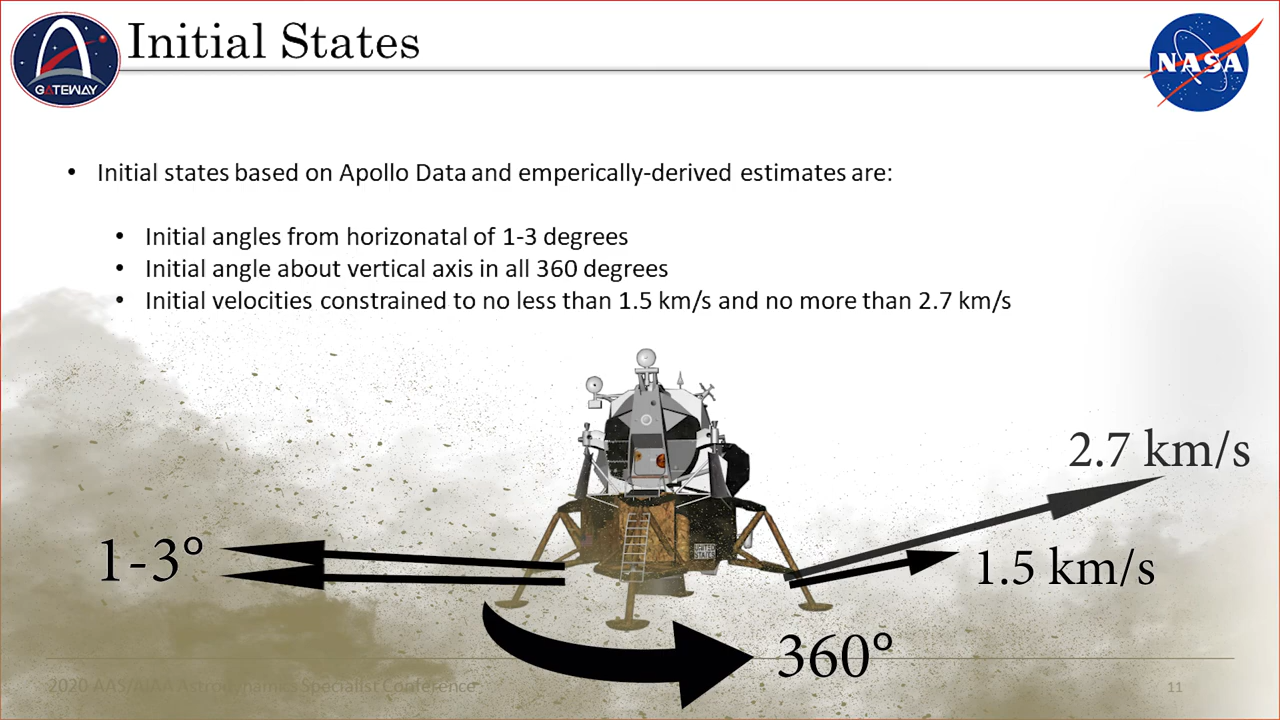 GATEWAY
Initial States
NASA
• Initial states based on Apollo Data and emperically-derived estimates are:
• Initial angles from horizonatal of 1-3 degrees
• Initial angle about vertical axis in all 360 degrees
• Initial velocities constrained to no less than 1.5 km/s and no more than 2.7 km/s
2.7 km/s
1-3°
UNITED
STATES
1.5 km/s
360°
2020 AAS/AIAA Astrodynamics Specialist Conference
11